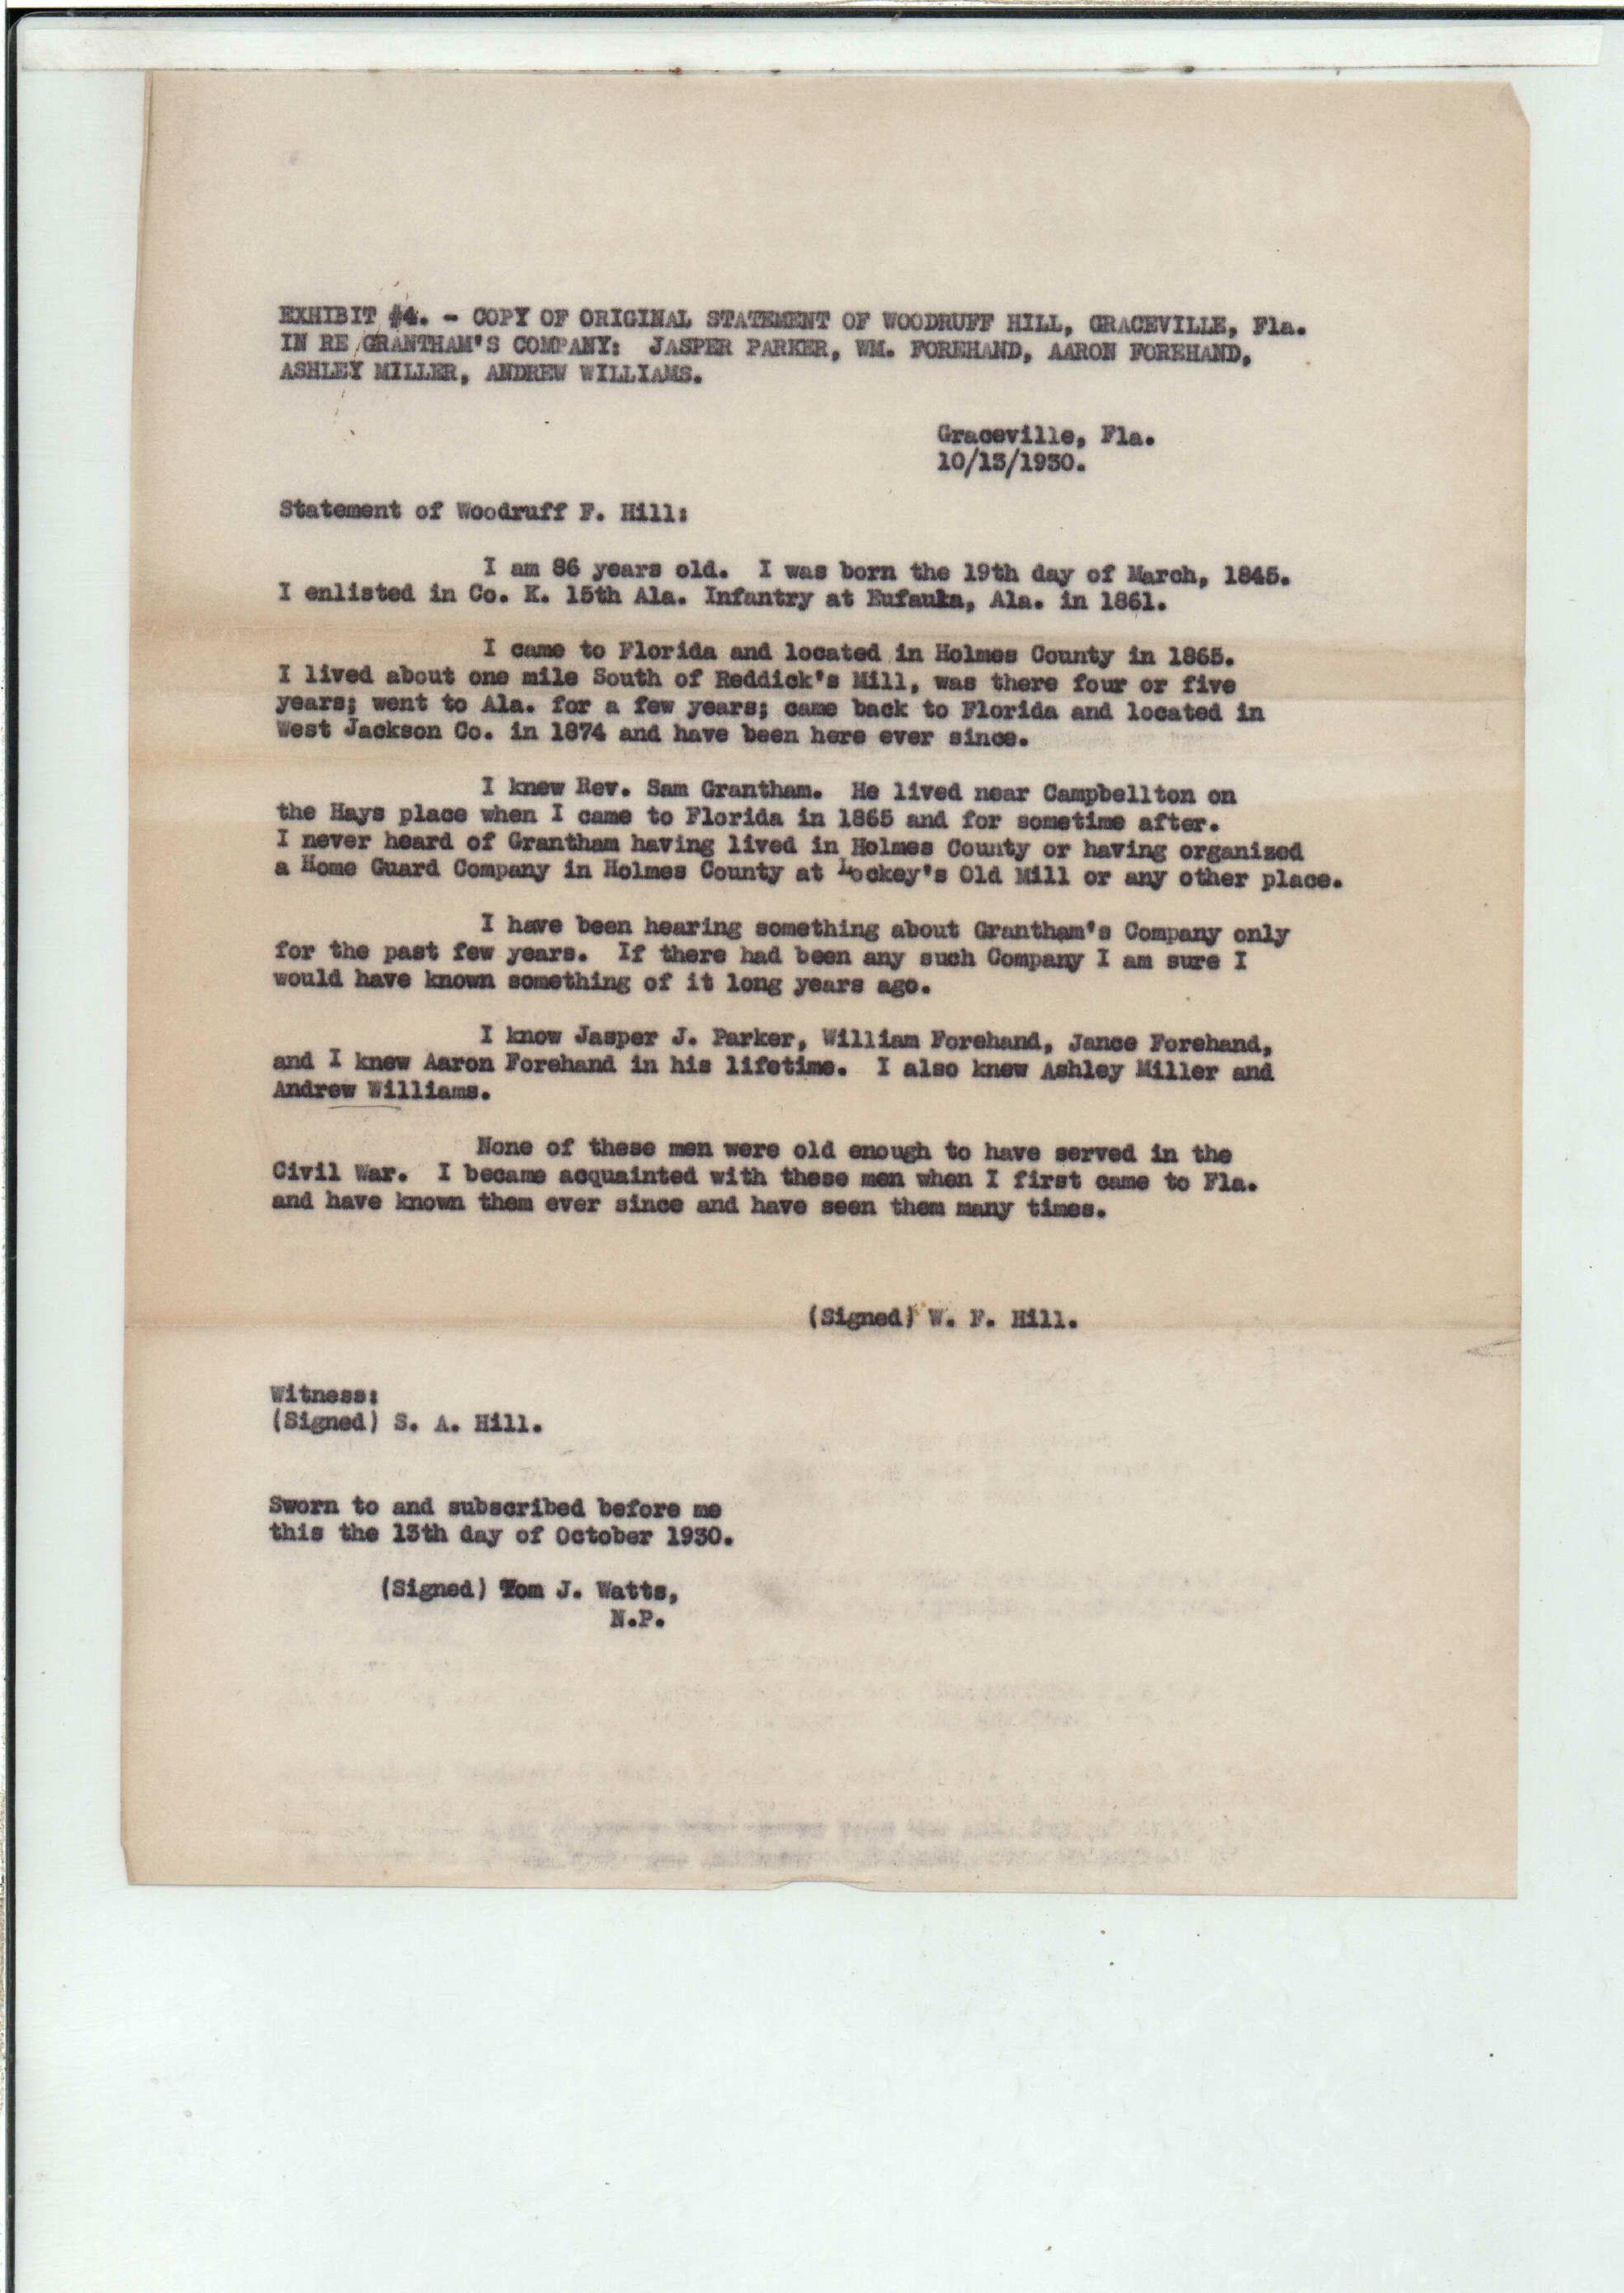 EXHIBIT #4. - COPY OF ORIGINAL STATEMENT OF WOODRUFF HILL, GRACEVILLE, Fla.
IN RE GRANTHAM'S COMPANY: JASPER PARKER, WM. FOREHAND, AARON FOREHAND,
ASHLEY MILLER, ANDREW WILLIAMS.
Graceville, Fla.
10/13/1930.
Statement of Woodruff F. Hill:
I am 86 years old. I was born the 19th day of March, 1845.
I enlisted in Co. K. 15th Ala. Infantry at Eufaula, Ala. in 1861.
I came to Florida and located in Holmes County in 1865.
I lived about one mile South of Reddick's Mill, was there four or five
years; went to Ala. for a few years; came back to Florida and located in
West Jackson Co. in 1874 and have been here ever since.
I knew Rev. Sam Grantham. He lived near Campbellton on
the Hays place when I came to Florida in 1865 and for sometime after.
I never heard of Grantham having lived in Holmes County or having organized
a Home Guard Company in Holmes County at Lockey's Old Mill or any other place.
I have been hearing something about Grantham's Company only
for the past few years. If there had been any such Company I am sure I
would have known something of it long years ago.
I know Jasper J. Parker, William Forehand, Jance Forehand,
and I knew Aaron Forehand in his lifetime. I also knew Ashley Miller and
Andrew Williams.
None of these men were old enough to have served in the
Civil War. I became acquainted with these men when I first came to Fla.
and have known them ever since and have seen them many times.
(Signed) W. F. Hill.
Witness:
(Signed) S. A. Hill.
Sworn to and subscribed before me
this the 13th day of October 1930.
(Signed) Tom J. Watts,
N.P.